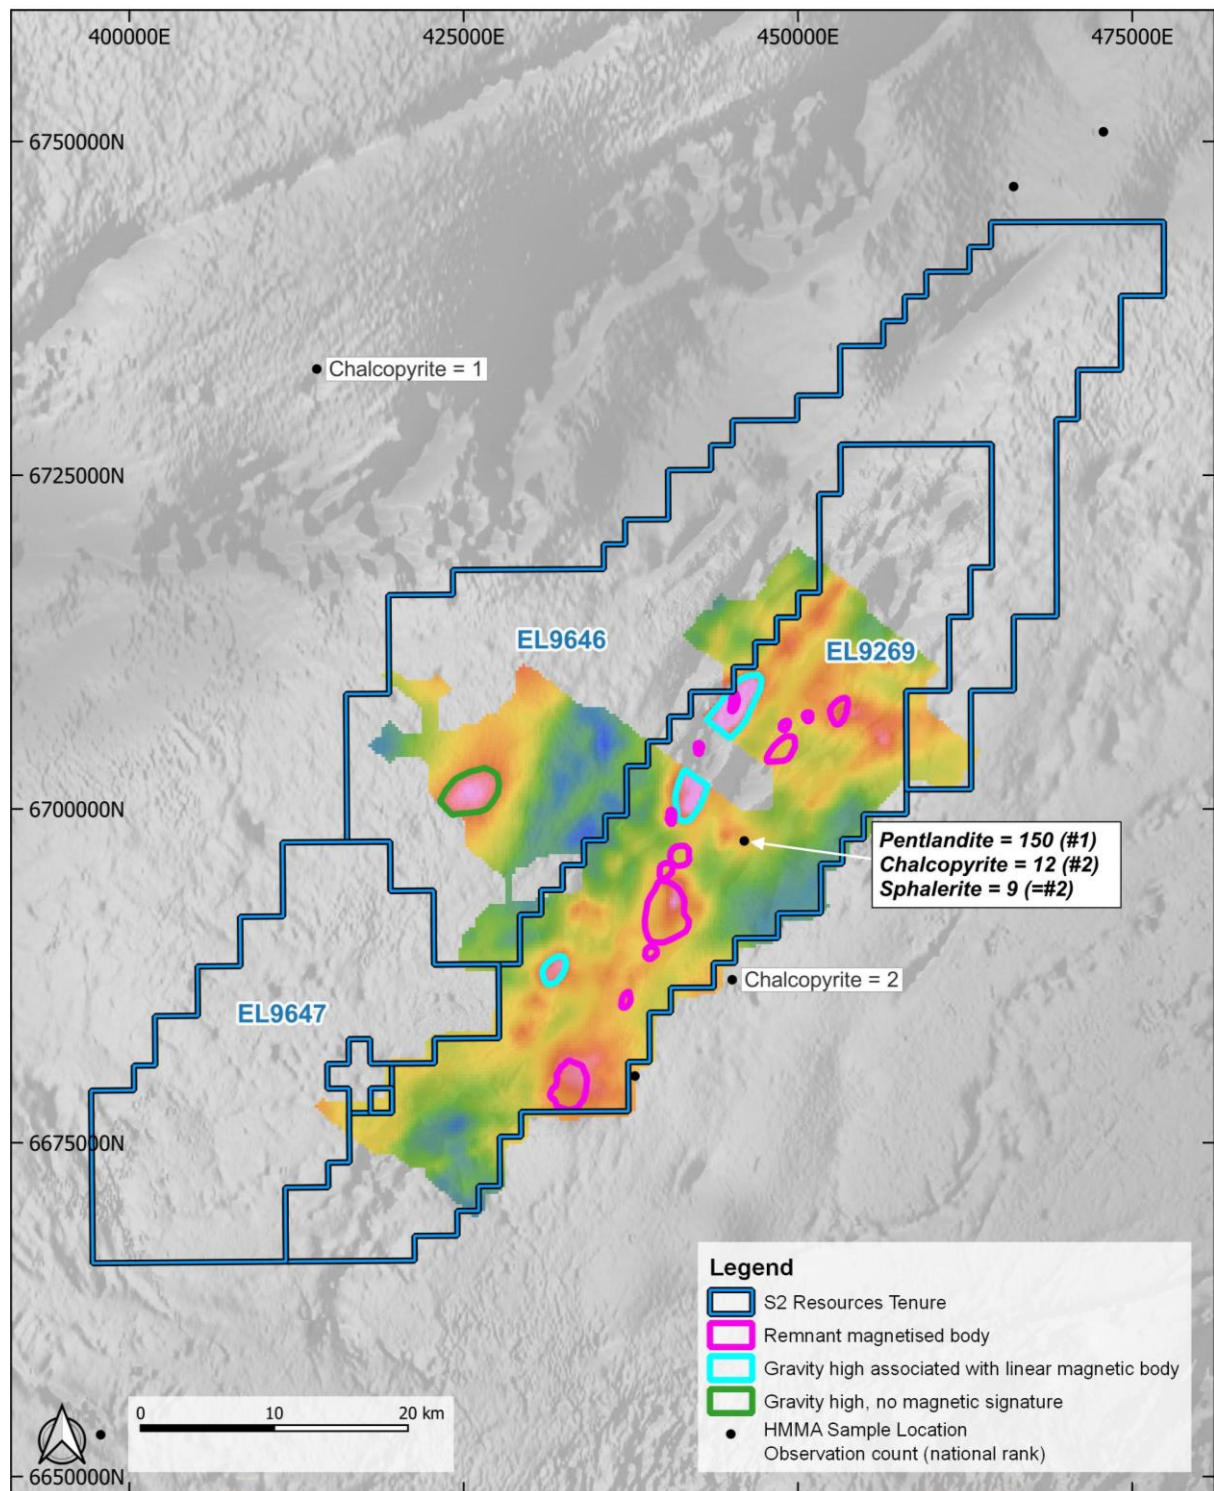 400000E
425000E
450000E
475000E
6750000N
Chalcopyrite = 1
6725000N
EL9646
EL9269
6700000N
Pentlandite = 150 (#1)
Chalcopyrite = 12 (#2)
Sphalerite = 9 (=#2)
Chalcopyrite = 2
EL9647
6675000N
Legend
S2 Resources Tenure
Remnant magnetised body
Gravity high associated with linear magnetic body
Gravity high, no magnetic signature
HMMA Sample Location
Observation count (national rank)
0 10 20 km
6650000N